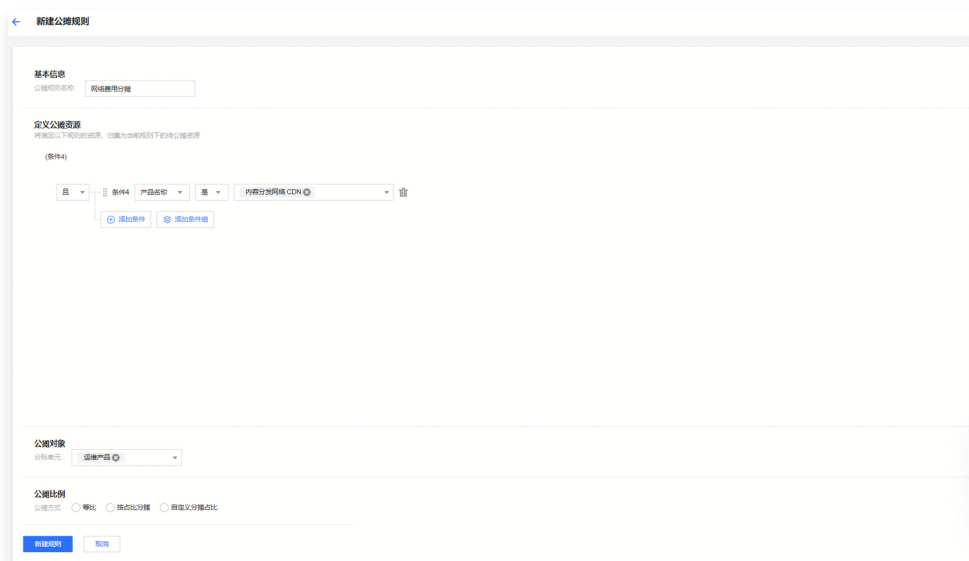 新建公摊规则
基本信息
公摊规则名称 网络费用分摊
定义公摊资源
将满足以下规则的资源，归集为当前规则下的待公摊资源
(条件4)
且 条件4 产品名称 是 内容分发网络 CDN
添加条件 添加条件组
公摊对象
分账单元 运维产品
公摊比例
公摊方式 等比 按占比分摊 自定义分摊占比
新建规则 取消